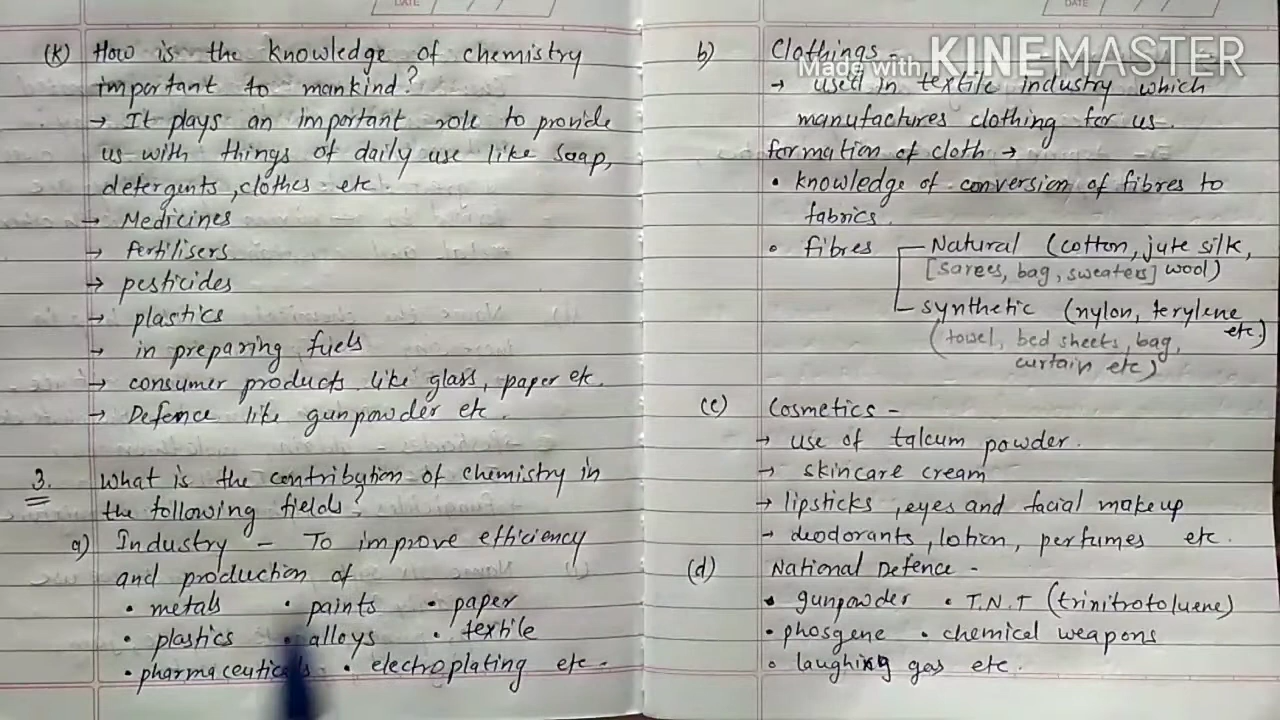 DATE
(K) How is the knowledge of chemistry
important to mankind?
→ It plays an important role to provide
us with things of daily use like soap,
detergents, clothes etc.
→ Medicines
→ fertilisers
→ pesticides
→ plastics
→ in preparing fuels
→ consumer products like glass, paper etc.
→ Defence like gunpowder etc.
3. What is the contribution of chemistry in
the following fields?
a) Industry - To improve efficiency
and production of
• metals • paints • paper
• plastics • alloys • textile
• pharmaceuticals • electroplating etc.
DATE
Made with KINEMASTER
b) Clothings -
→ used in textile industry which
manufactures clothing for us.
formation of cloth →
• knowledge of conversion of fibres to
fabrics.
• fibres Natural (cotton, jute silk,
[sarees, bag, sweaters] wool)
synthetic (nylon, terylene
etc.)
(towel, bed sheets, bag,
curtain etc)
(c) Cosmetics -
→ use of talcum powder.
→ skincare cream
→ lipsticks, eyes and facial makeup
→ deodorants, lotion, perfumes etc.
(d) National Defence -
• gunpowder • T.N.T (trinitrotoluene)
• phosgene • chemical weapons
• laughing gas etc.